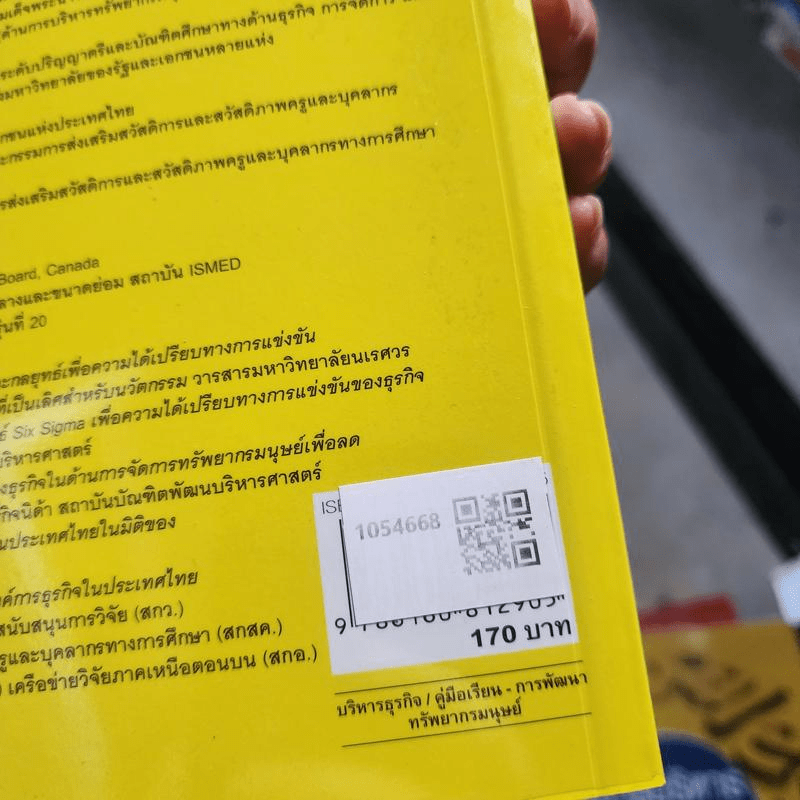 ด้านการบริหารทรัพยากร
ระดับปริญญาตรีและบัณฑิตศึกษาทางด้านธุรกิจ การจัดการ
มหาวิทยาลัยของรัฐและเอกชนหลายแห่ง
กชนแห่งประเทศไทย
ะกรรมการส่งเสริมสวัสดิการและสวัสดิภาพครูและบุคลากร
รส่งเสริมสวัสดิการและสวัสดิภาพครูและบุคลากรทางการศึกษา
Board, Canada
ลางและขนาดย่อม สถาบัน ISMED
รุ่นที่ 20
ะกลยุทธ์เพื่อความได้เปรียบทางการแข่งขัน
ที่เป็นเลิศสำหรับนวัตกรรม วารสารมหาวิทยาลัยนเรศวร
ธ์ Six Sigma เพื่อความได้เปรียบทางการแข่งขันของธุรกิจ
บริหารศาสตร์
งธุรกิจในด้านการจัดการทรัพยากรมนุษย์เพื่อลด
กิจนิด้า สถาบันบัณฑิตพัฒนบริหารศาสตร์
นประเทศไทยในมิติของ
ค์การธุรกิจในประเทศไทย
สนับสนุนการวิจัย (สกว.)
รูและบุคลากรทางการศึกษา (สกสค.)
) เครือข่ายวิจัยภาคเหนือตอนบน (สกอ.)
1054668
170 บาท
บริหารธุรกิจ / คู่มือเรียน - การพัฒนา
ทรัพยากรมนุษย์